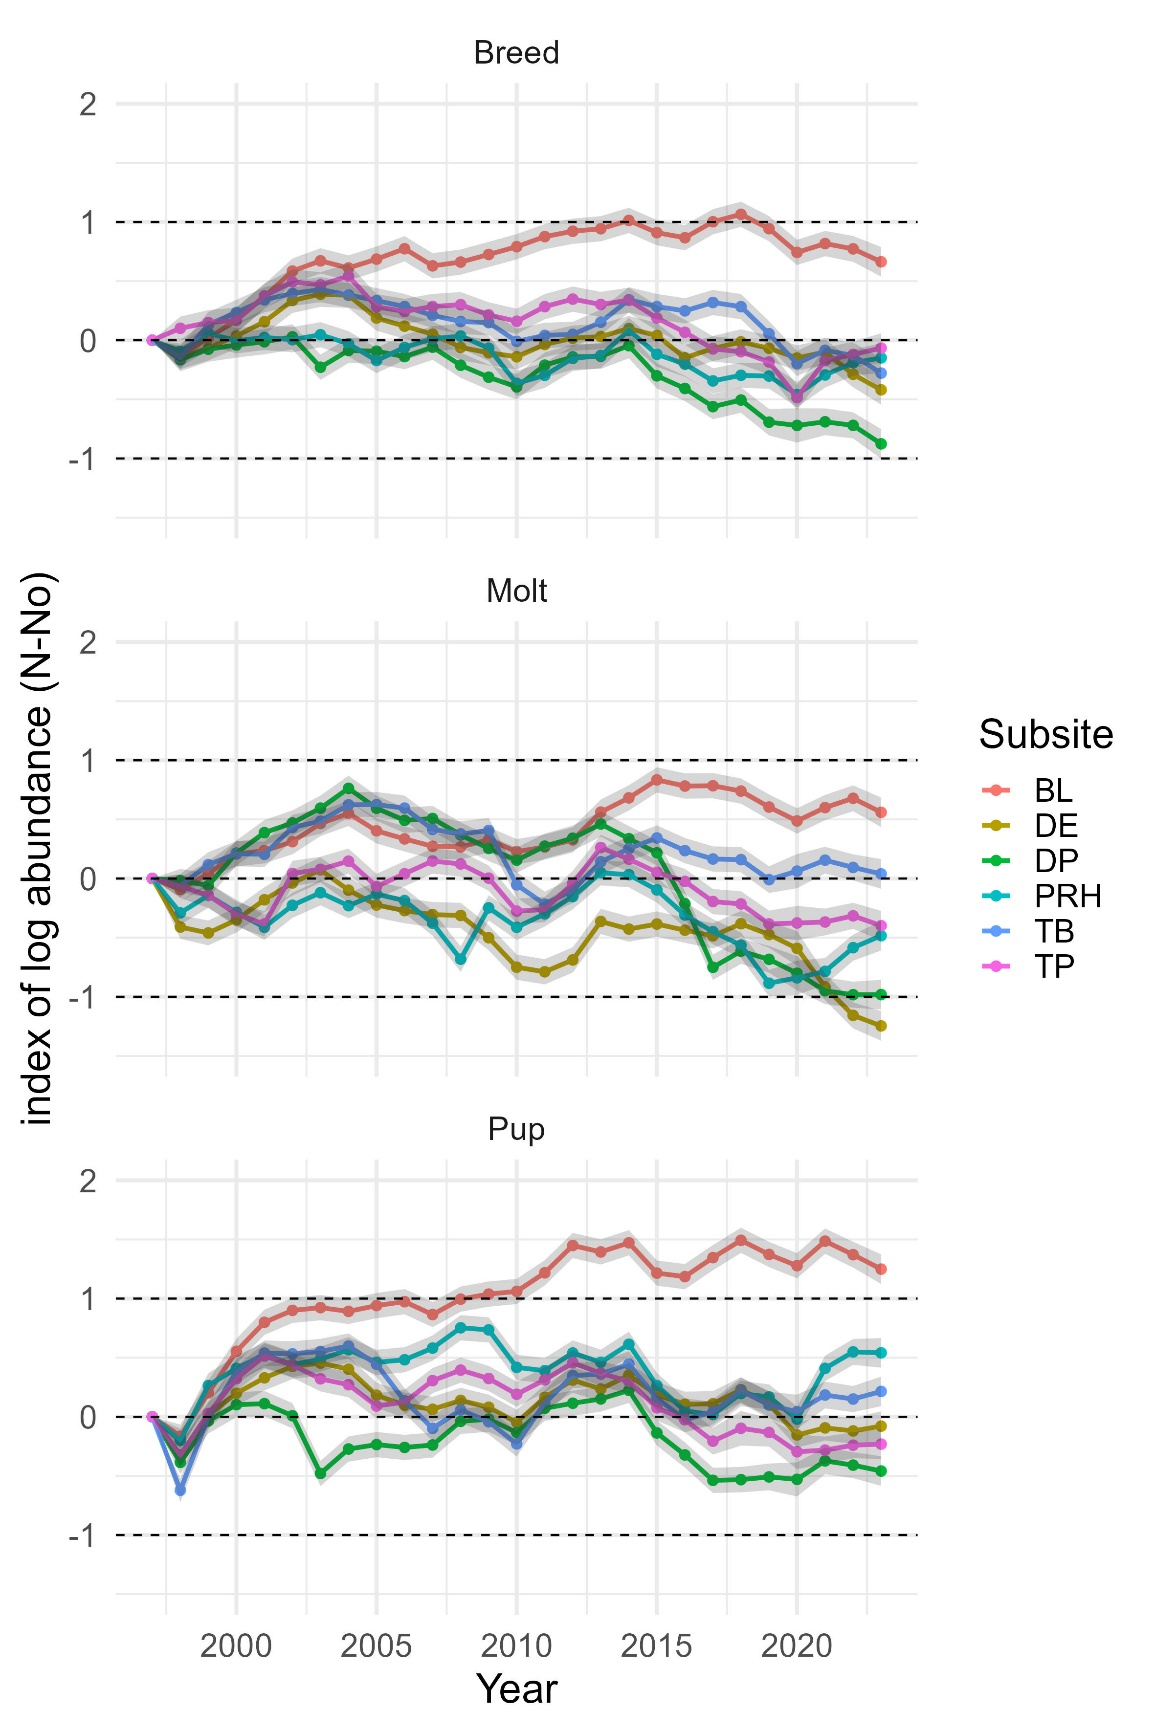 Breed
2
1
0
-1
Molt
2
1
0
-1
Pup
2
1
0
-1
2000 2005 2010 2015 2020
Year
index of log abundance (N-No)
Subsite
BL
DE
DP
PRH
TB
TP